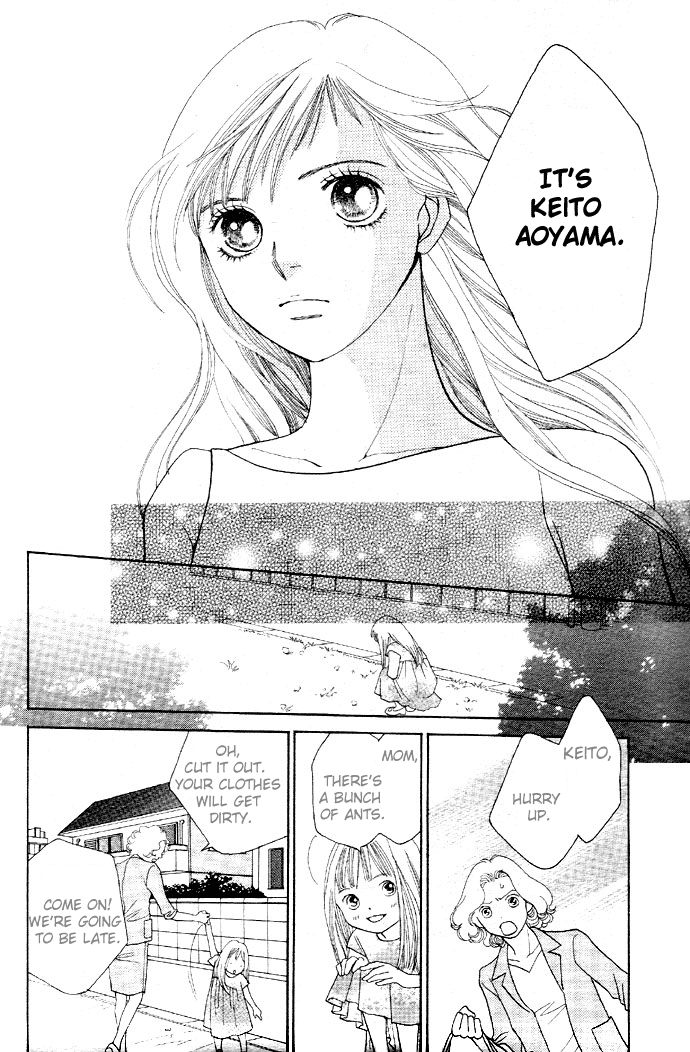 IT'S
KEITO
AOYAMA.
KEITO,
HURRY
UP.
MOM,
THERE'S
A BUNCH
OF ANTS.
OH,
CUT IT OUT.
YOUR CLOTHES
WILL GET
DIRTY.
COME ON!
WE'RE GOING
TO BE LATE.